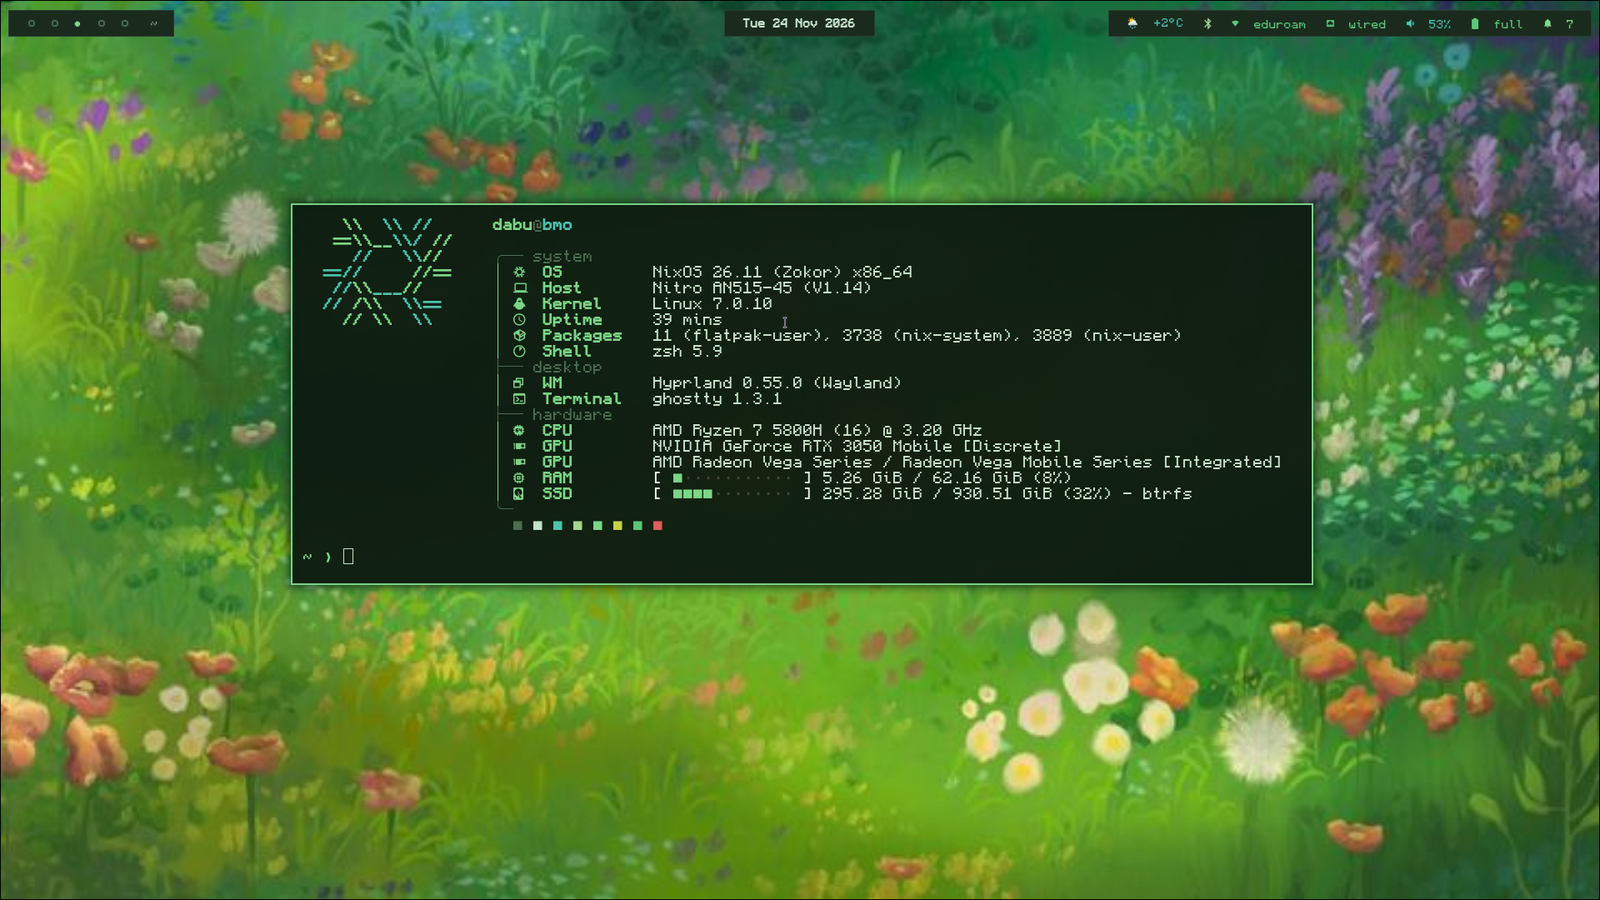 ~ Tue 24 Nov 2026 +2°C eduroam wired 53% full 7
dabu@bmo
system
OS NixOS 26.11 (Zokor) x86_64
Host Nitro AN515-45 (V1.14)
Kernel Linux 7.0.10
Uptime 39 mins
Packages 11 (flatpak-user), 3738 (nix-system), 3889 (nix-user)
Shell zsh 5.9
desktop
WM Hyprland 0.55.0 (Wayland)
Terminal ghostty 1.3.1
hardware
CPU AMD Ryzen 7 5800H (16) @ 3.20 GHz
GPU NVIDIA GeForce RTX 3050 Mobile [Discrete]
GPU AMD Radeon Vega Series / Radeon Vega Mobile Series [Integrated]
RAM [ ■·········· ] 5.26 GiB / 62.16 GiB (8%)
SSD [ ■■■■········ ] 295.28 GiB / 930.51 GiB (32%) - btrfs
~ ❯